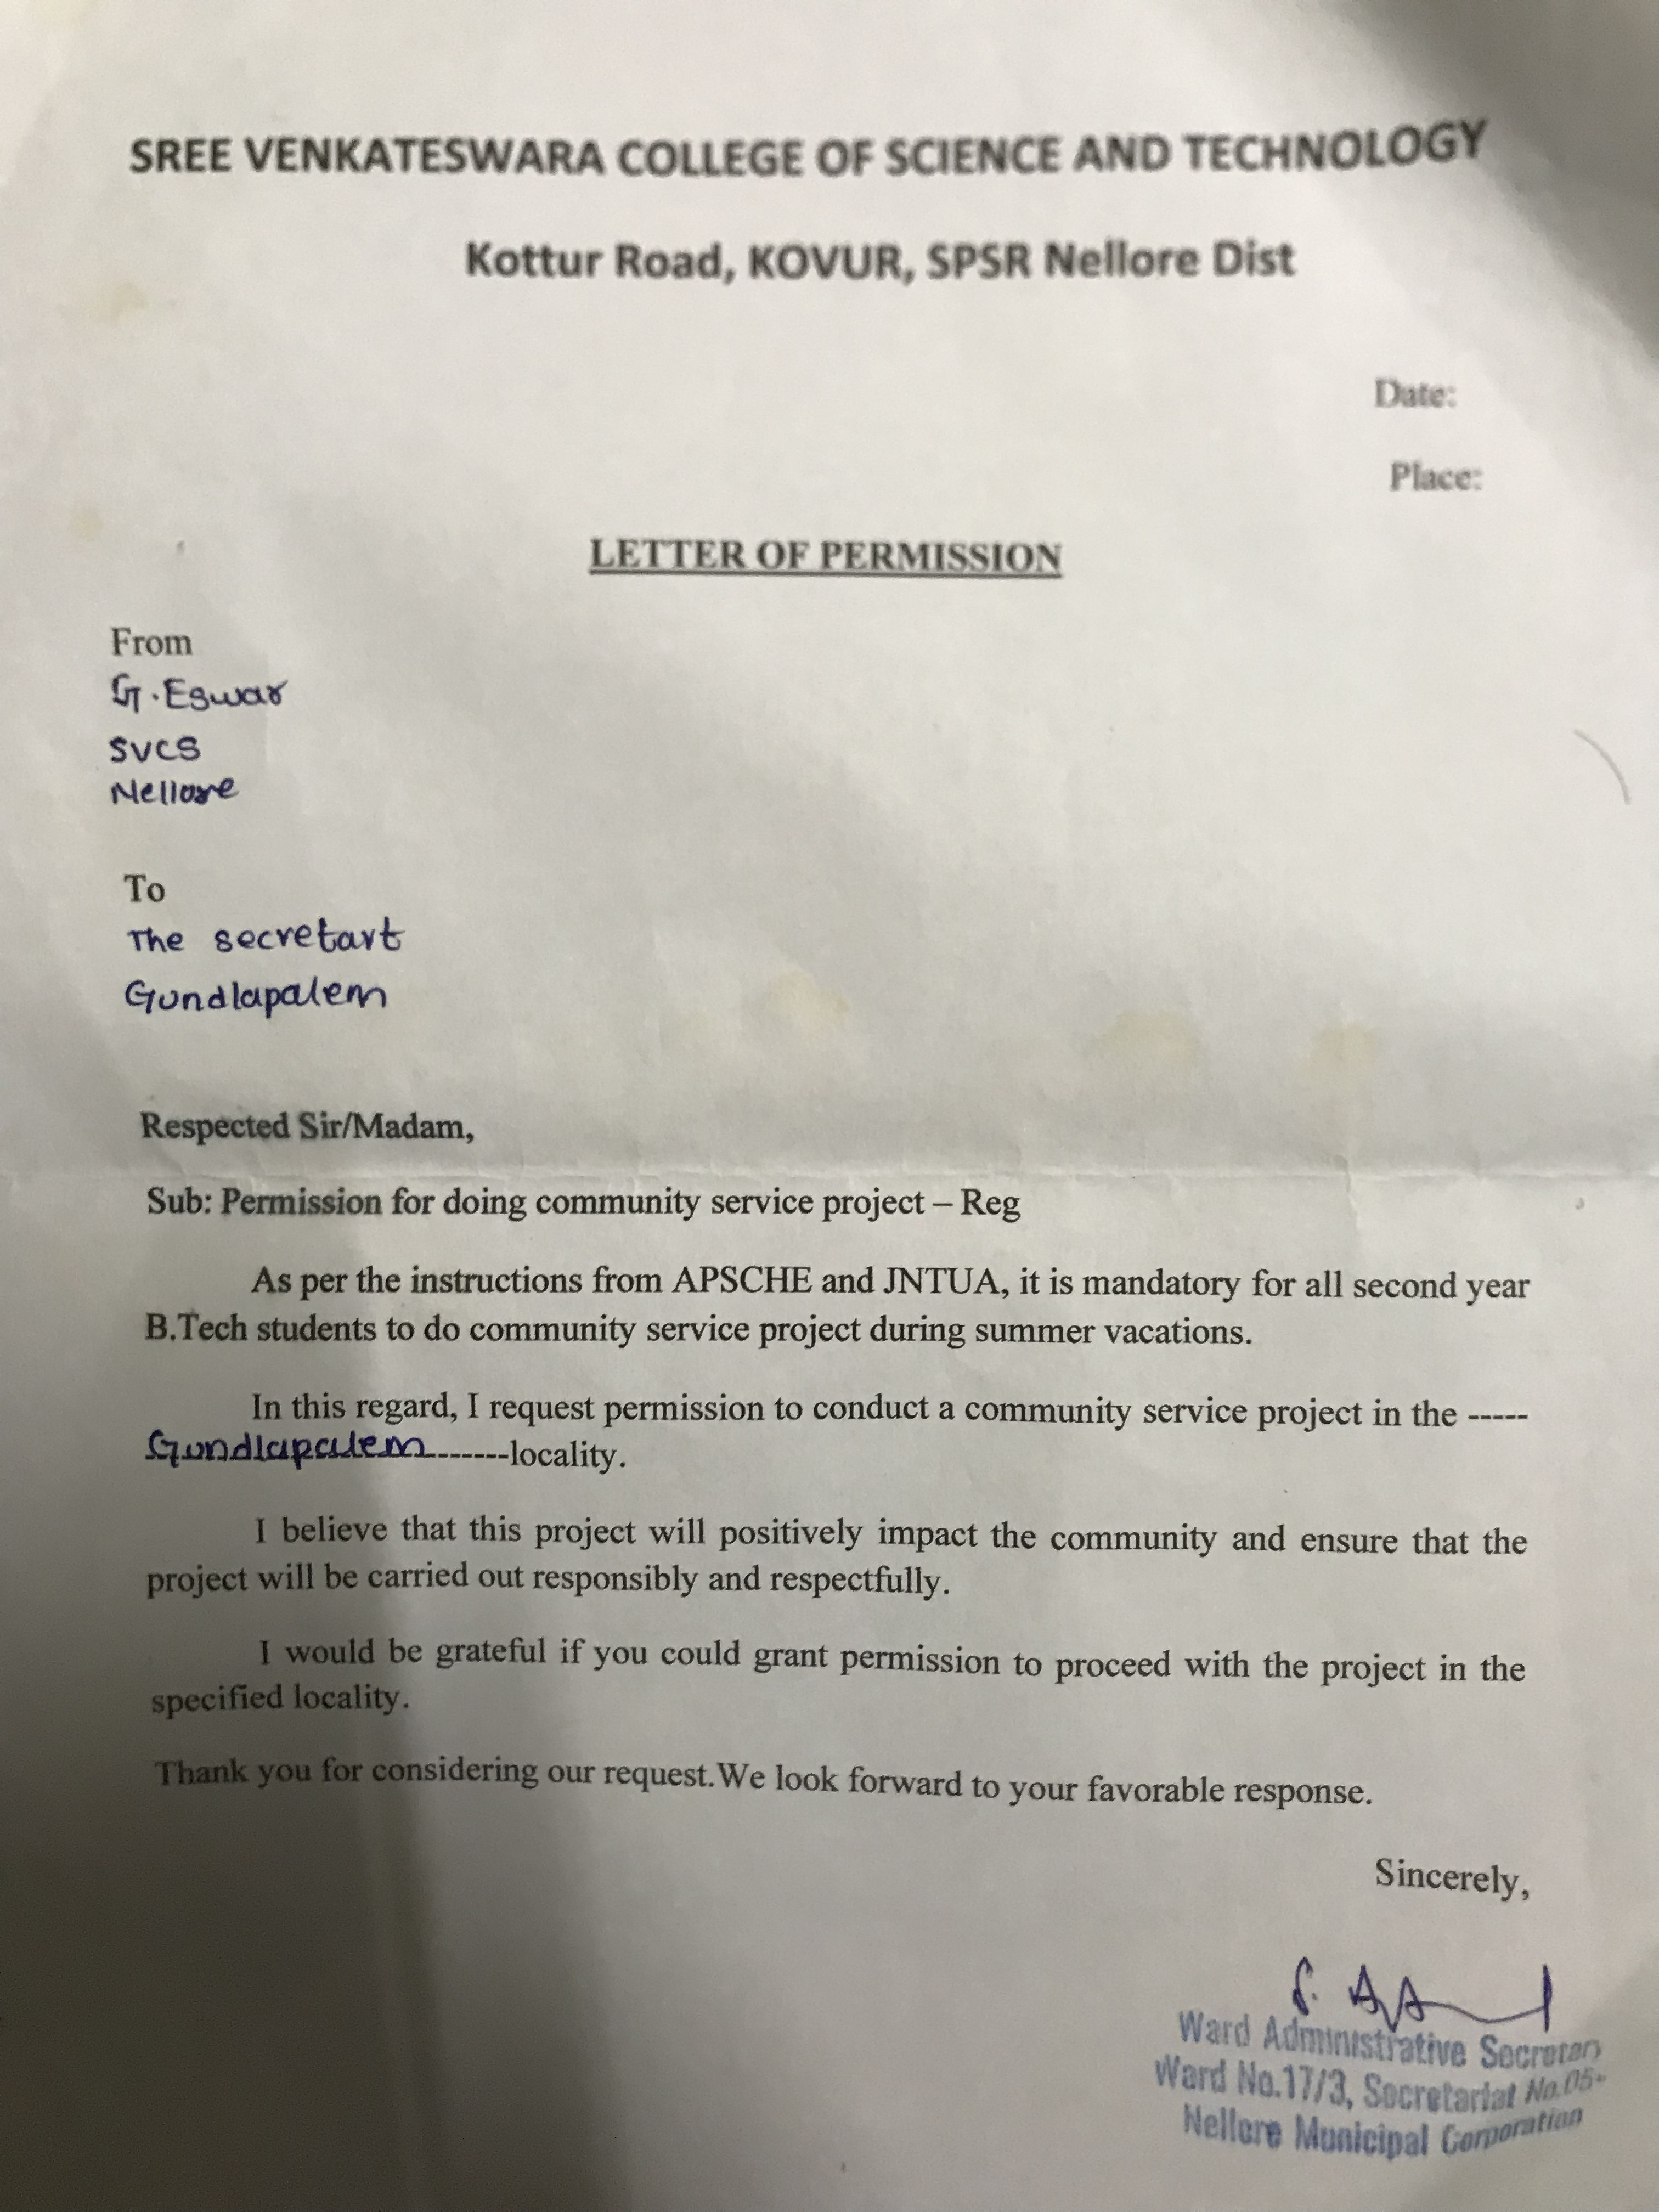 SREE VENKATESWARA COLLEGE OF SCIENCE AND TECHNOLOGY
Kottur Road, KOVUR, SPSR Nellore Dist
Date:
Place:
LETTER OF PERMISSION
From
G.Eswar
SVCS
Nellore
To
The secretart
Gundlapalem
Respected Sir/Madam,
Sub: Permission for doing community service project – Reg
As per the instructions from APSCHE and JNTUA, it is mandatory for all second year
B.Tech students to do community service project during summer vacations.
In this regard, I request permission to conduct a community service project in the -----
Gundlapalem-------locality.
I believe that this project will positively impact the community and ensure that the
project will be carried out responsibly and respectfully.
I would be grateful if you could grant permission to proceed with the project in the
specified locality.
Thank you for considering our request.We look forward to your favorable response.
Sincerely,
Ward Administrative Secretary
Ward No.17/3, Secretariat No.05
Nellore Municipal Corporation